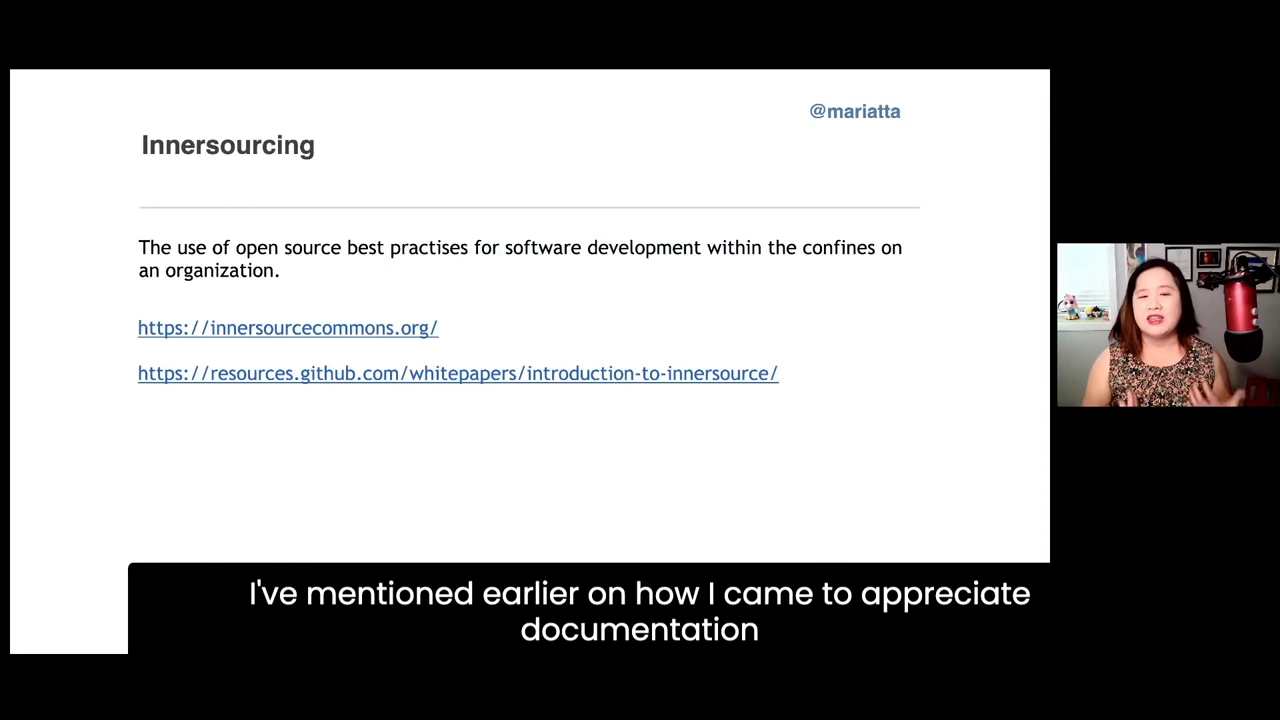 @mariatta
Innersourcing
The use of open source best practises for software development within the confines on
an organization.
https://innersourcecommons.org/
https://resources.github.com/whitepapers/introduction-to-innersource/
I've mentioned earlier on how I came to appreciate
documentation